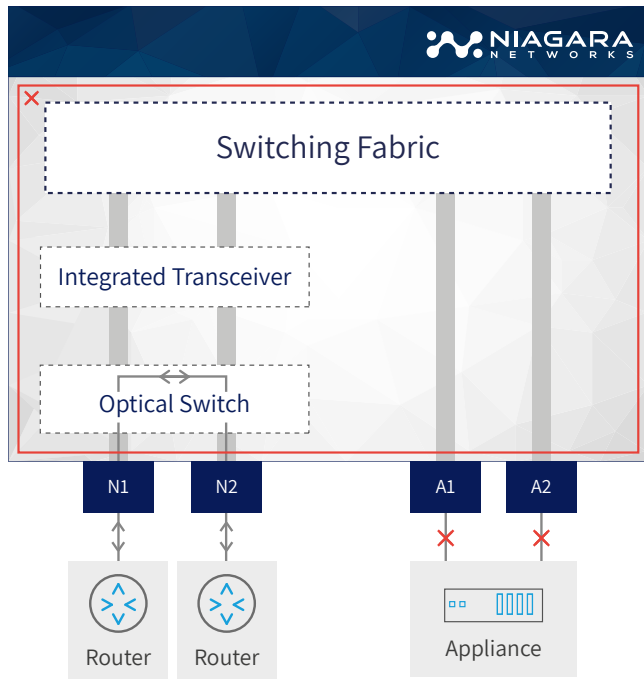 NIAGARA
NETWORKS
Switching Fabric
Integrated Transceiver
Optical Switch
N1 N2 A1 A2
Router Router Appliance